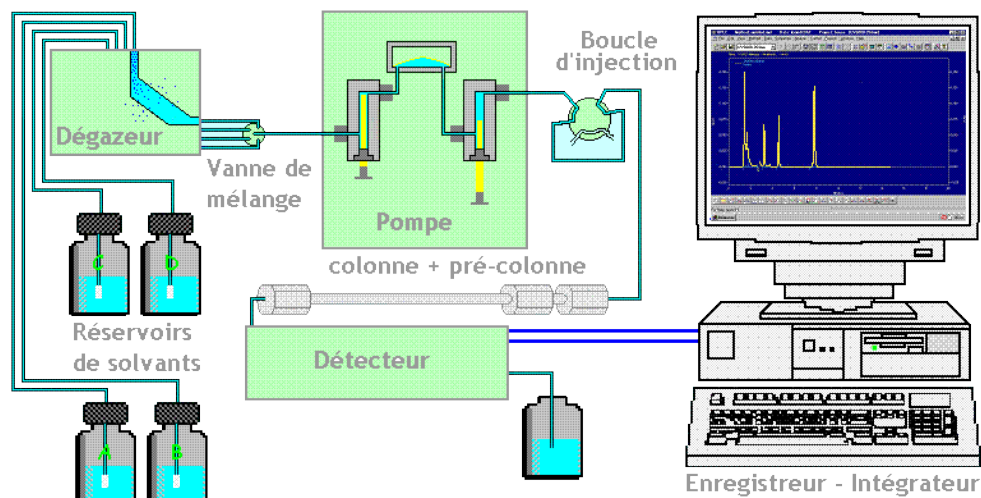 Dégazeur
Vanne de
mélange
Pompe
Boucle
d'injection
colonne + pré-colonne
C
D
Réservoirs
de solvants
Détecteur
A
B
Enregistreur - Intégrateur